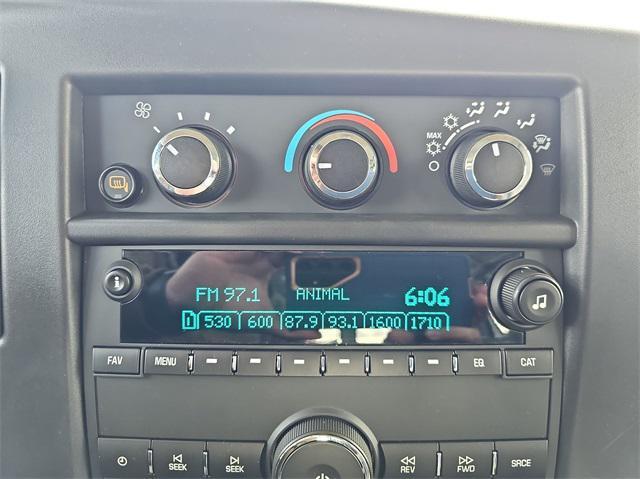 MAX
FM 97.1 ANIMAL 6:06
1 530 600 87.9 93.1 1600 1710
FAV MENU EQ CAT
SEEK SEEK REV FWD SRCE